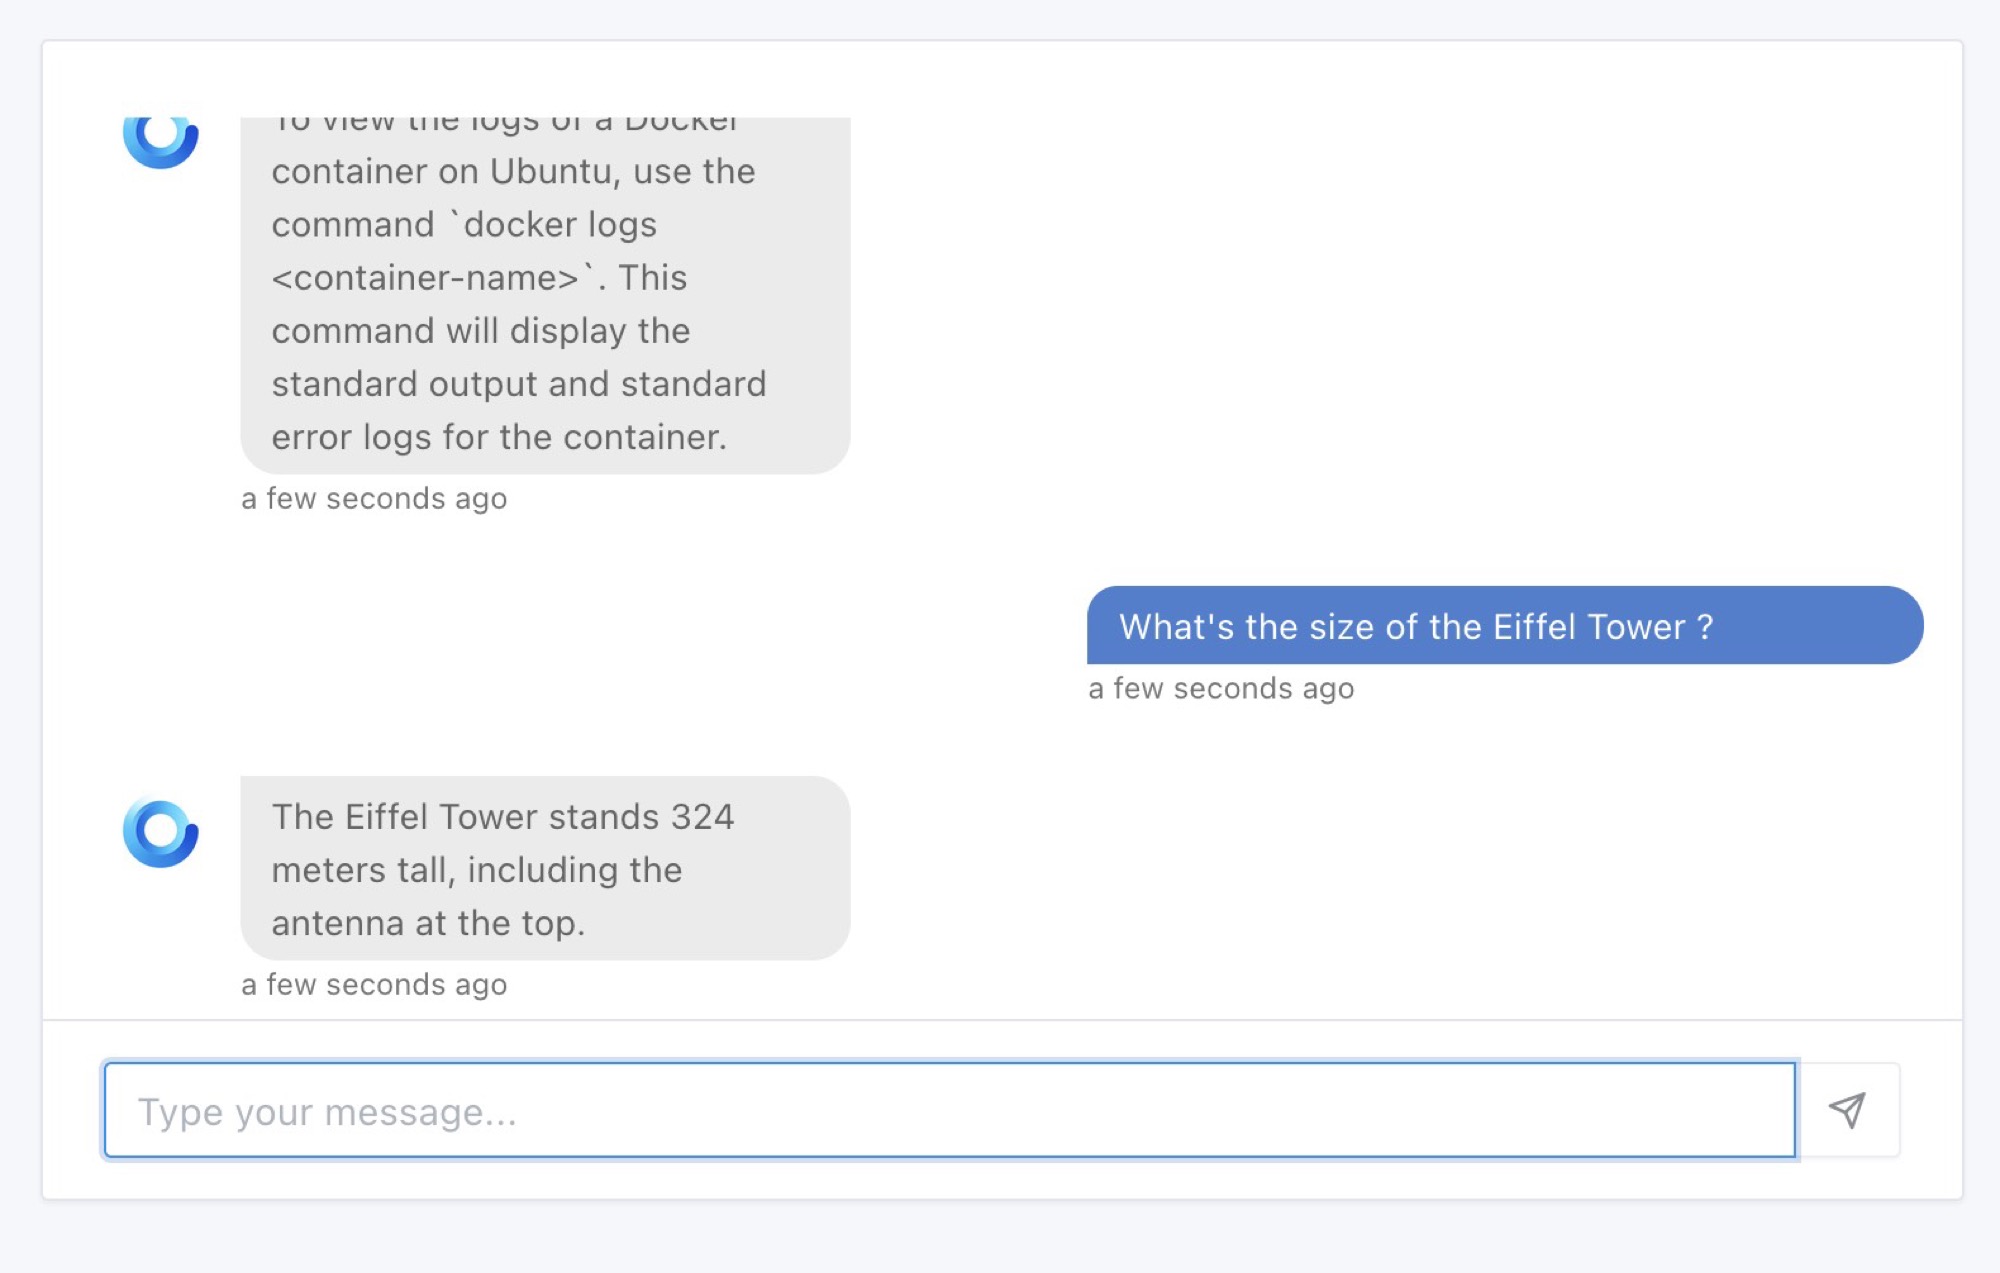 To view the logs of a Docker
container on Ubuntu, use the
command `docker logs
<container-name>`. This
command will display the
standard output and standard
error logs for the container.
a few seconds ago
What's the size of the Eiffel Tower ?
a few seconds ago
The Eiffel Tower stands 324
meters tall, including the
antenna at the top.
a few seconds ago
Type your message...